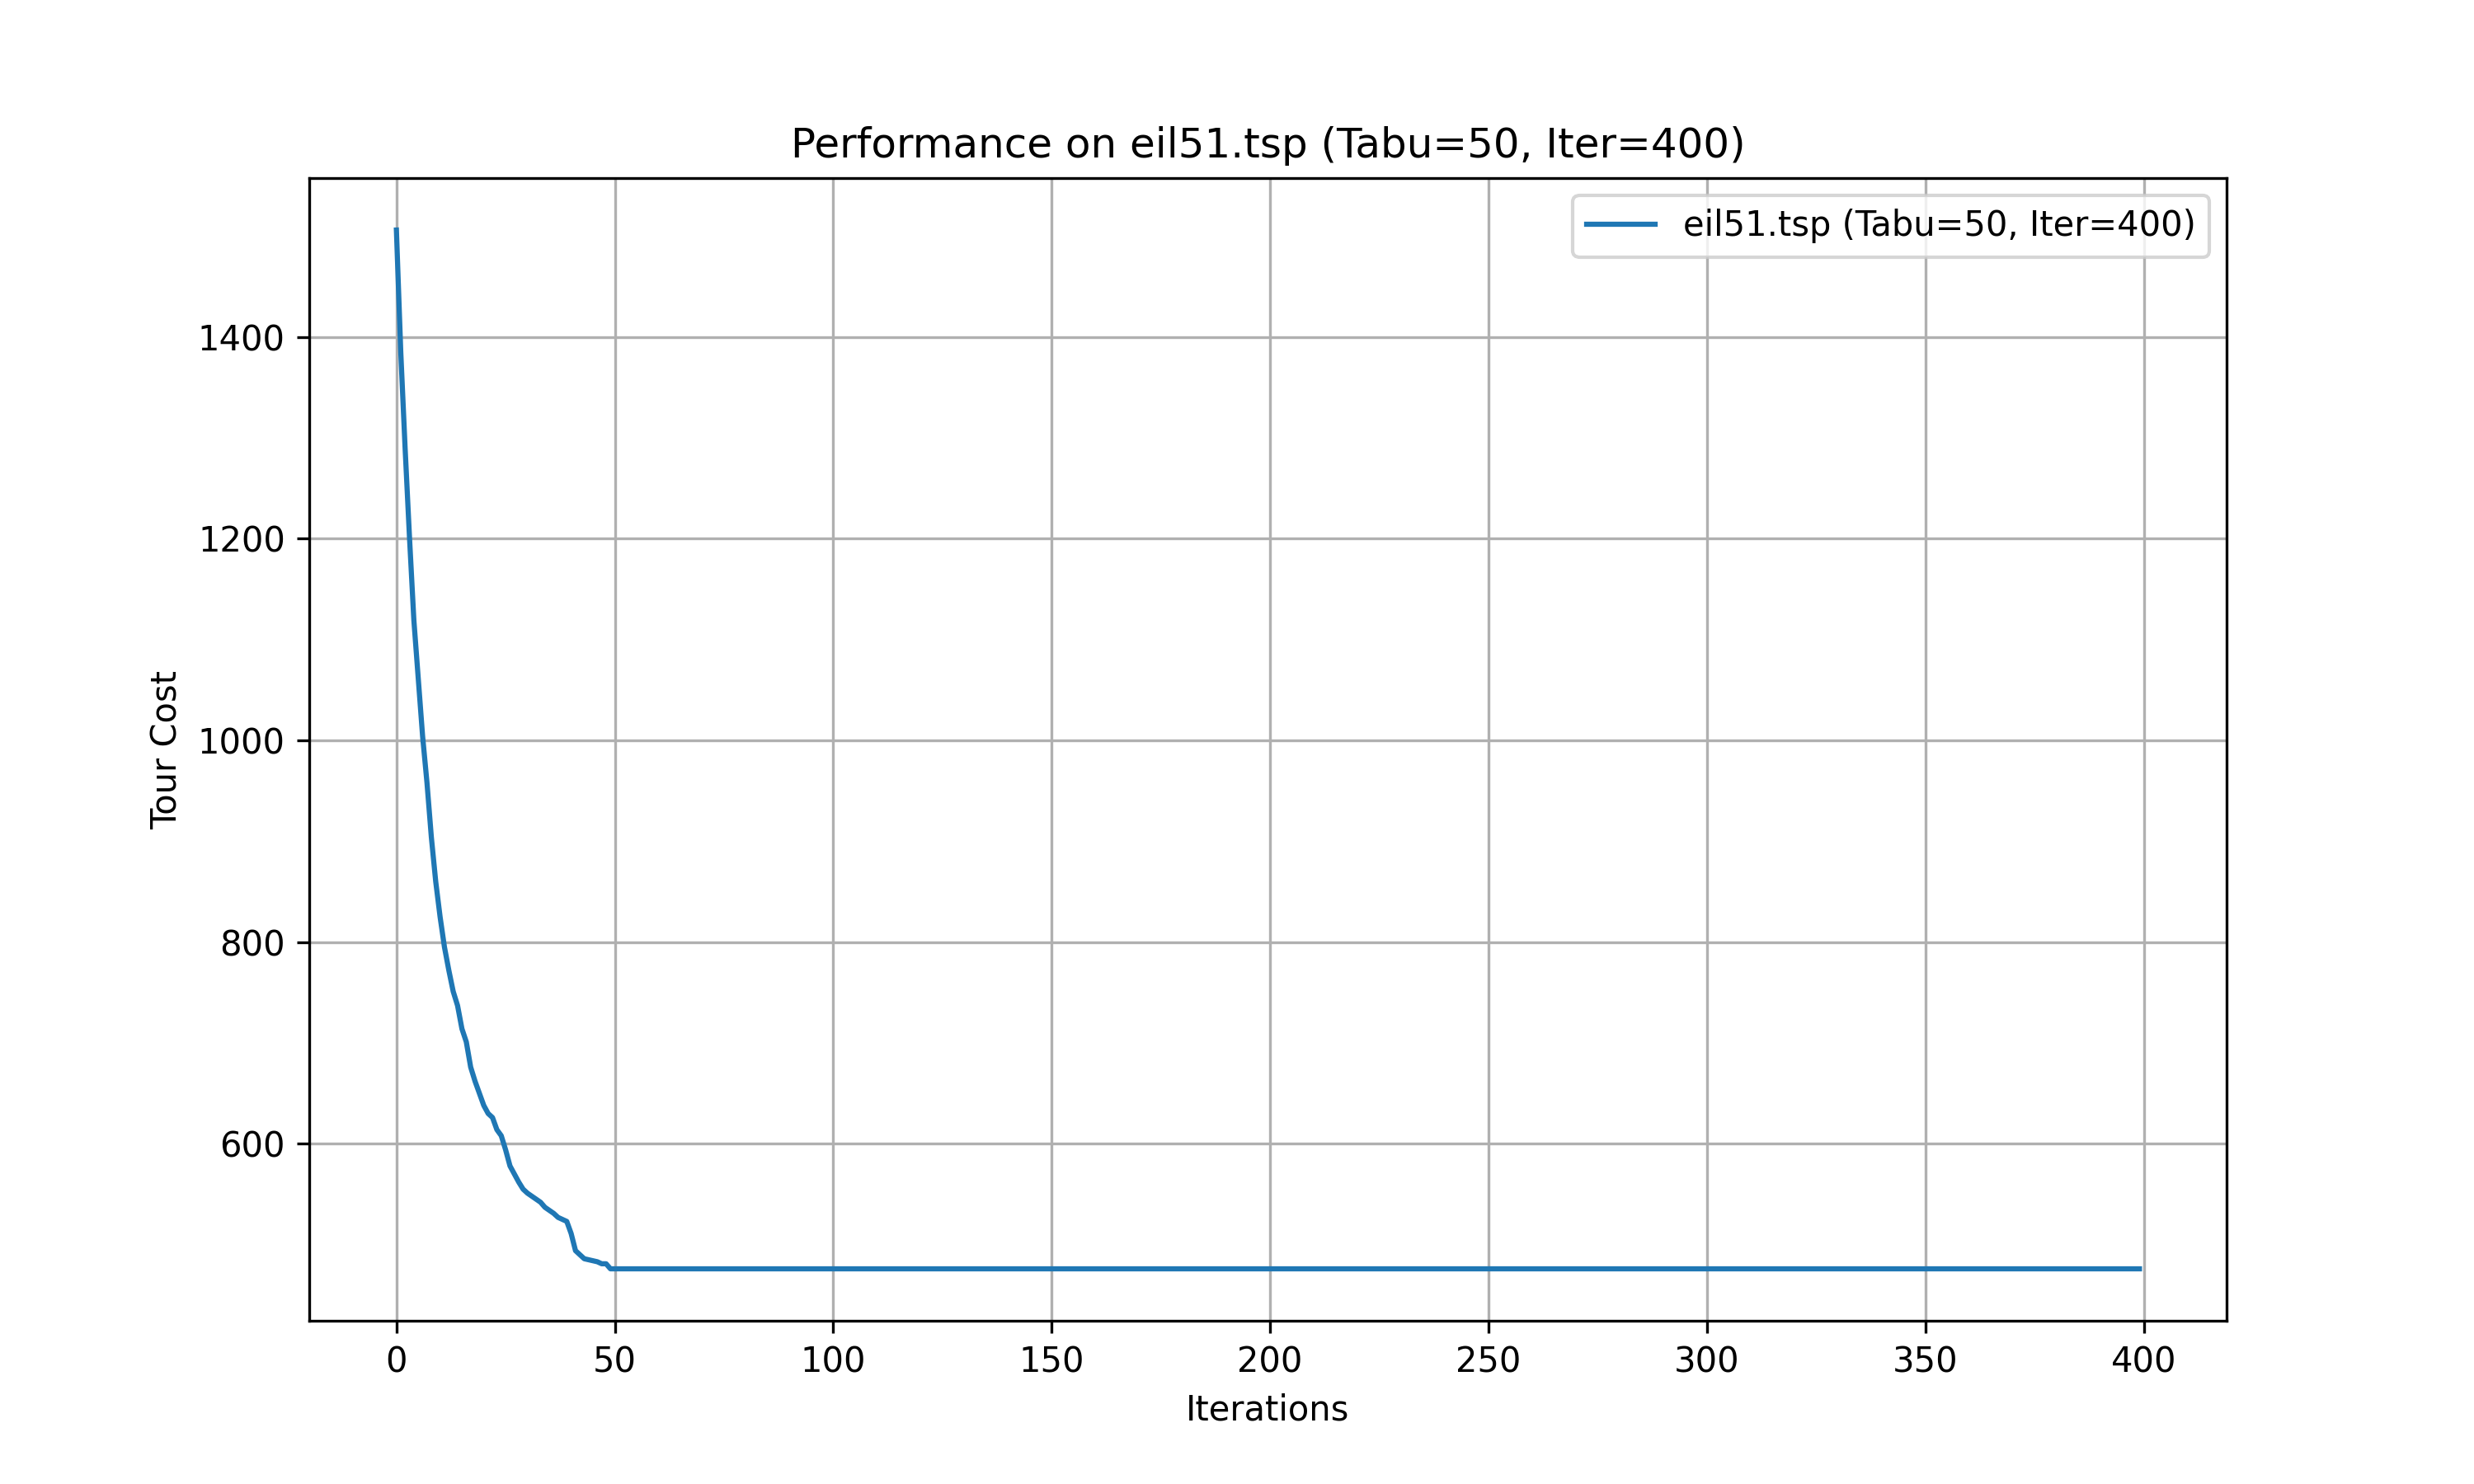 Performance on eil51.tsp (Tabu=50, Iter=400)
eil51.tsp (Tabu=50, Iter=400)
Tour Cost
1400
1200
1000
800
600
0 50 100 150 200 250 300 350 400
Iterations